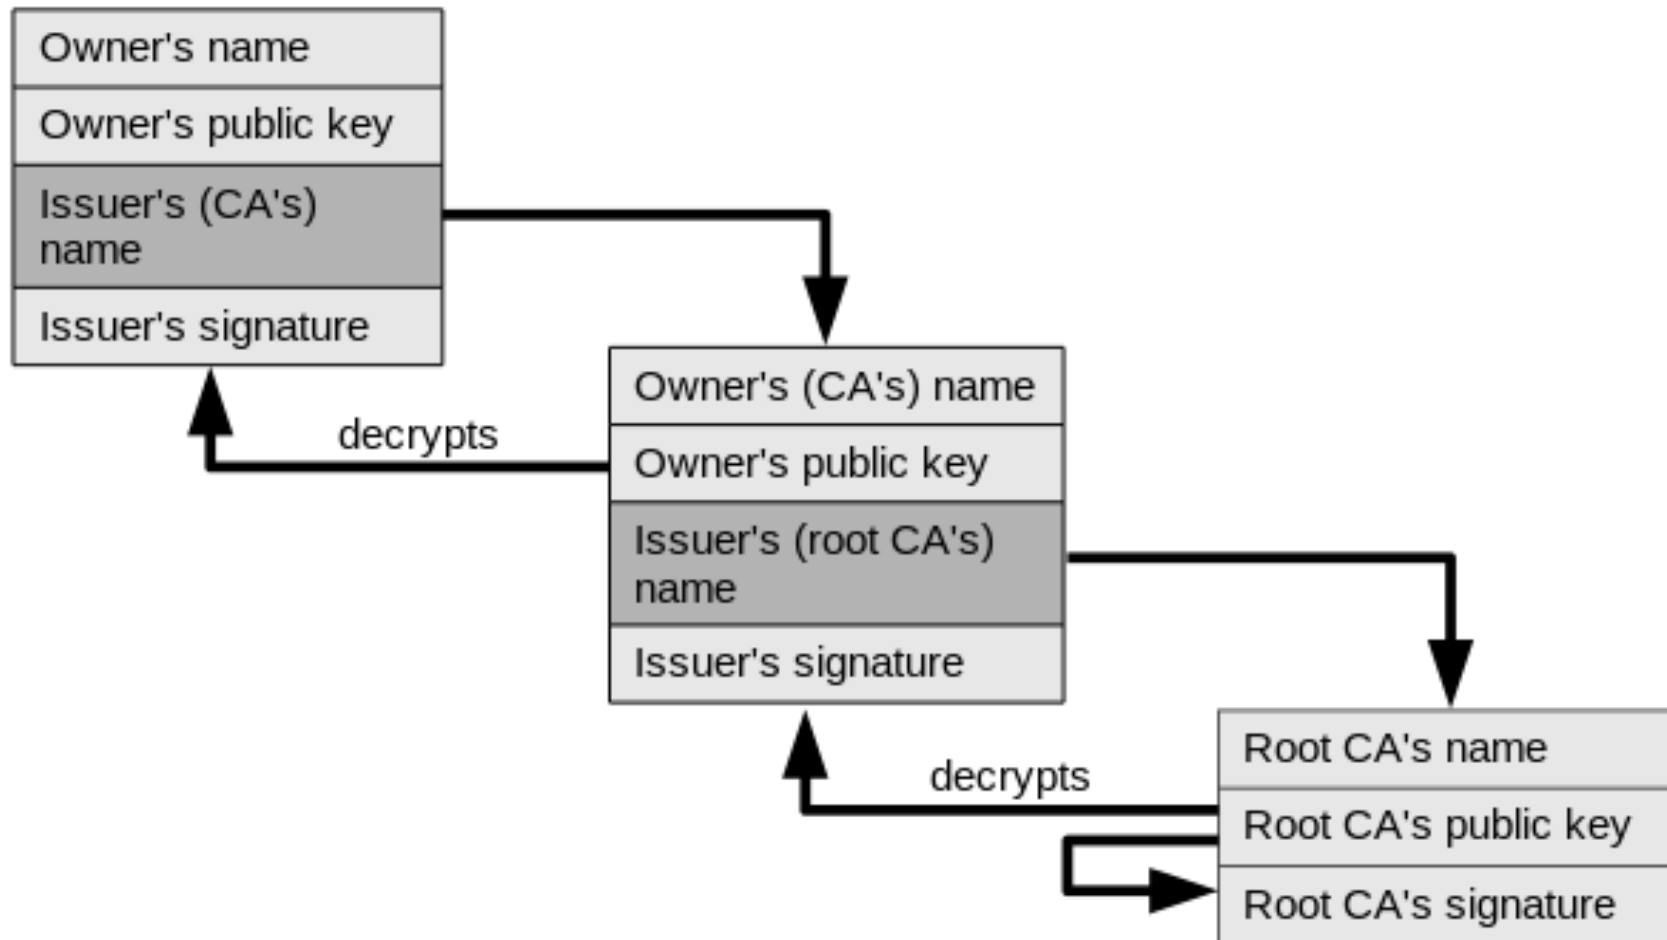 Owner's name
Owner's public key
Issuer's (CA's)
name
Issuer's signature
decrypts
Owner's (CA's) name
Owner's public key
Issuer's (root CA's)
name
Issuer's signature
decrypts
Root CA's name
Root CA's public key
Root CA's signature